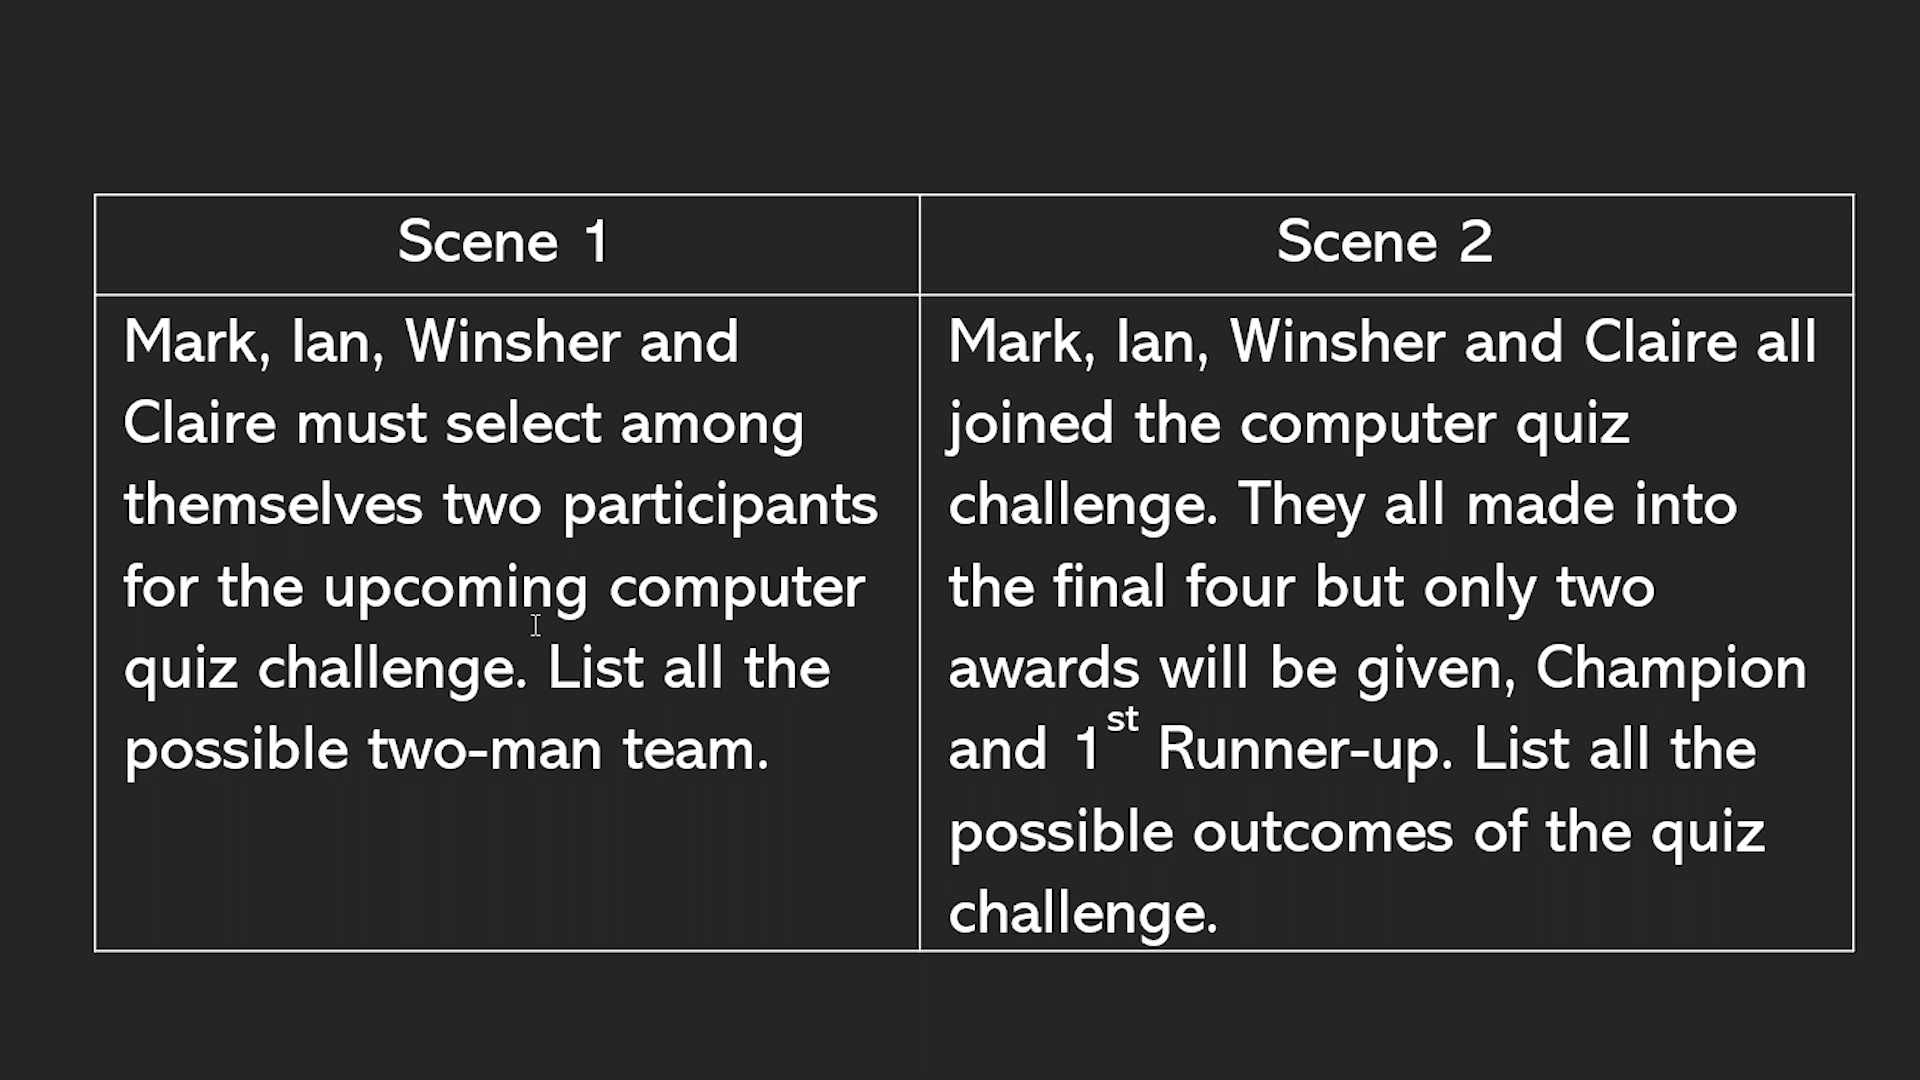 Scene 1
Mark, Ian, Winsher and
Claire must select among
themselves two participants
for the upcoming computer
quiz challenge. List all the
possible two-man team.
Scene 2
Mark, Ian, Winsher and Claire all
joined the computer quiz
challenge. They all made into
the final four but only two
awards will be given, Champion
and 1st Runner-up. List all the
possible outcomes of the quiz
challenge.